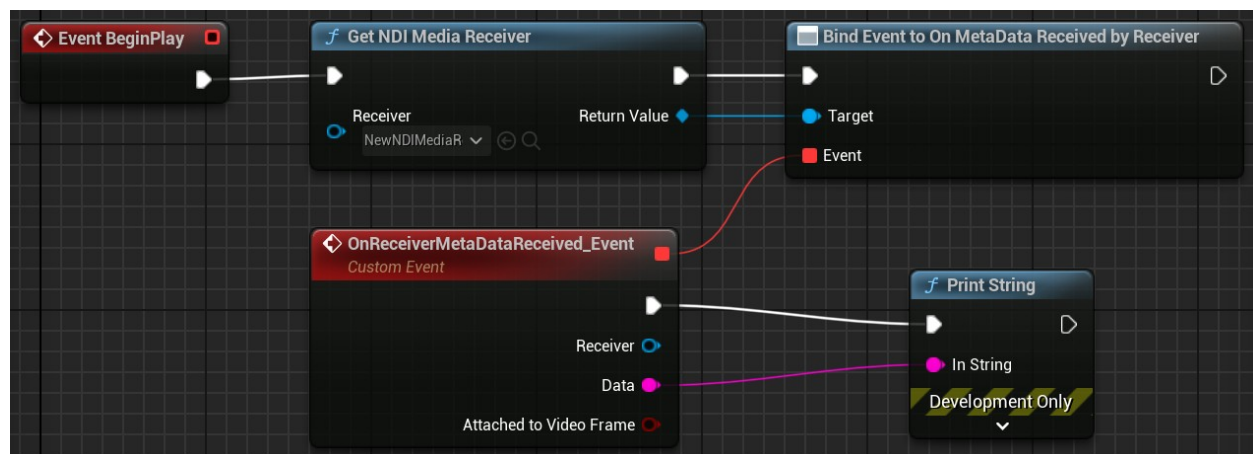 Event BeginPlay
f Get NDI Media Receiver
Receiver
NewNDIMediaR
Return Value
Bind Event to On MetaData Received by Receiver
Target
Event
OnReceiverMetaDataReceived_Event
Custom Event
Receiver
Data
Attached to Video Frame
f Print String
In String
Development Only